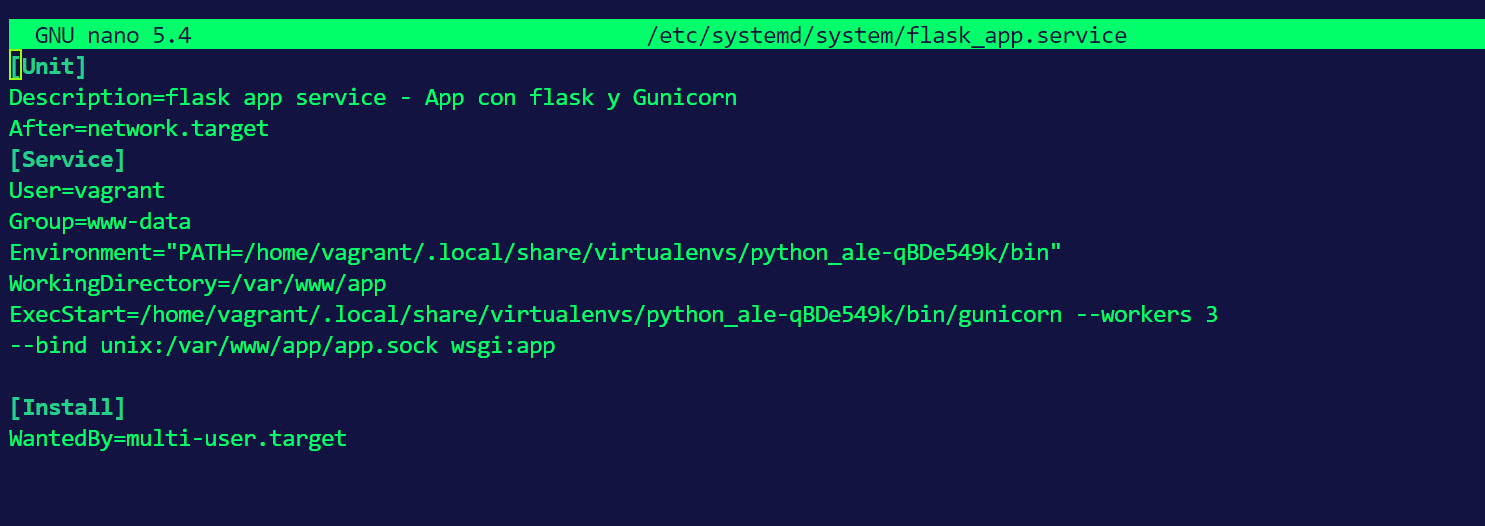 GNU nano 5.4 /etc/systemd/system/flask_app.service
[Unit]
Description=flask app service - App con flask y Gunicorn
After=network.target
[Service]
User=vagrant
Group=www-data
Environment="PATH=/home/vagrant/.local/share/virtualenvs/python_ale-qBDe549k/bin"
WorkingDirectory=/var/www/app
ExecStart=/home/vagrant/.local/share/virtualenvs/python_ale-qBDe549k/bin/gunicorn --workers 3
--bind unix:/var/www/app/app.sock wsgi:app
[Install]
WantedBy=multi-user.target